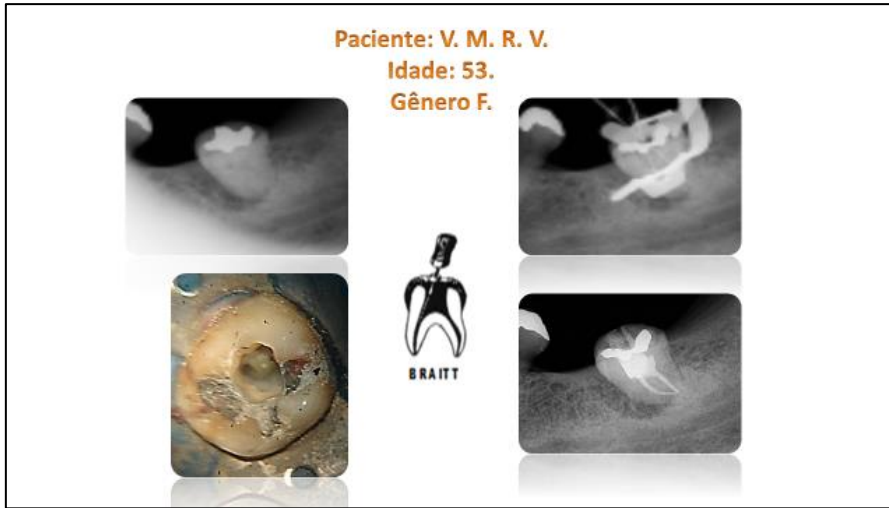 Paciente: V. M. R. V.
Idade: 53.
Gênero F.
BRAITT